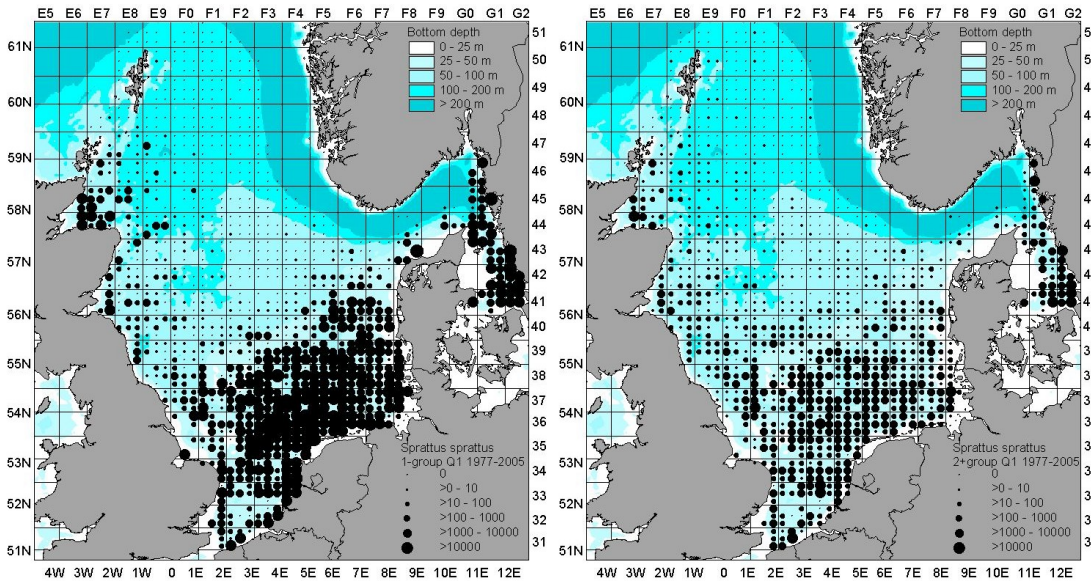 E5 E6 E7 E8 E9 F0 F1 F2 F3 F4 F5 F6 F7 F8 F9 G0 G1 G2
61N
60N
59N
58N
57N
56N
55N
54N
53N
52N
51N
Bottom depth
0 - 25 m
25 - 50 m
50 - 100 m
100 - 200 m
> 200 m
51
50
49
48
47
46
45
44
43
42
41
40
39
38
37
36
35
34
33
32
31
Sprattus sprattus
1-group Q1 1977-2005
0
>0 - 10
>10 - 100
>100 - 1000
>1000 - 10000
>10000
4W 3W 2W 1W 0 1E 2E 3E 4E 5E 6E 7E 8E 9E 10E 11E 12E
E5 E6 E7 E8 E9 F0 F1 F2 F3 F4 F5 F6 F7 F8 F9 G0 G1 G2
61N
60N
59N
58N
57N
56N
55N
54N
53N
52N
51N
Bottom depth
0 - 25 m
25 - 50 m
50 - 100 m
100 - 200 m
> 200 m
Sprattus sprattus
2+group Q1 1977-2005
0
>0 - 10
>10 - 100
>100 - 1000
>1000 - 10000
>10000
4W 3W 2W 1W 0 1E 2E 3E 4E 5E 6E 7E 8E 9E 10E 11E 12E